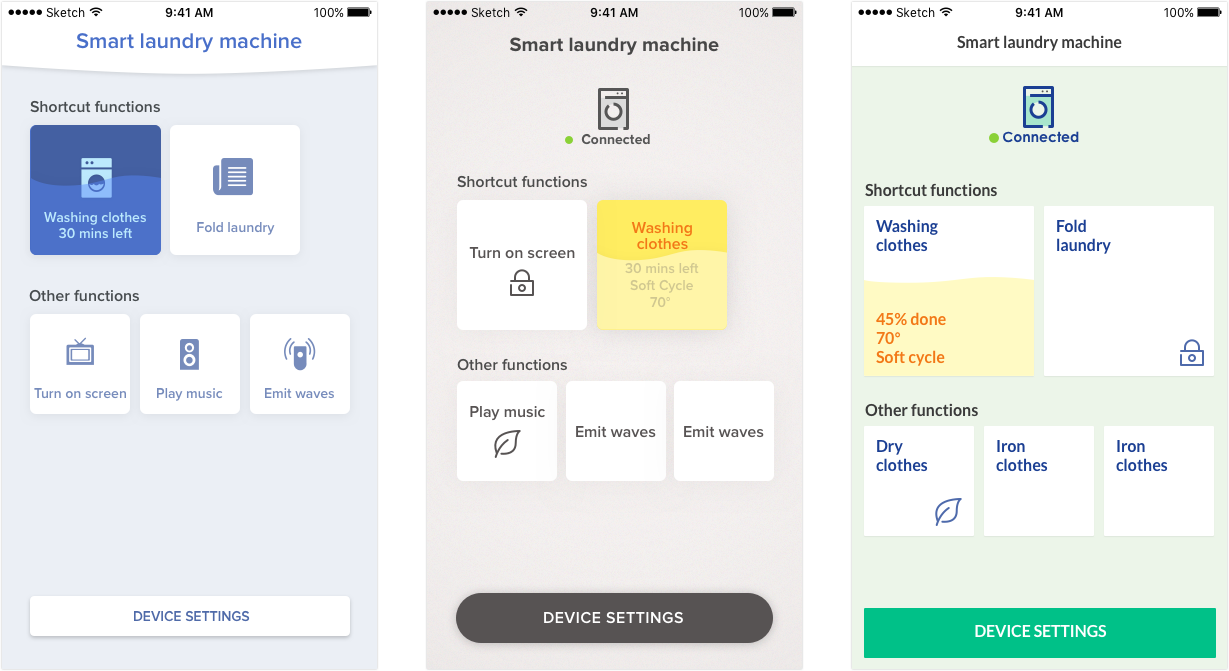 ●●●●● Sketch 9:41 AM 100%
Smart laundry machine
Shortcut functions
Washing clothes
30 mins left
Fold laundry
Other functions
Turn on screen
Play music
Emit waves
DEVICE SETTINGS
●●●●● Sketch 9:41 AM 100%
Smart laundry machine
Connected
Shortcut functions
Turn on screen
Washing
clothes
30 mins left
Soft Cycle
70°
Other functions
Play music
Emit waves
Emit waves
DEVICE SETTINGS
●●●●● Sketch 9:41 AM 100%
Smart laundry machine
Connected
Shortcut functions
Washing
clothes
45% done
70°
Soft cycle
Fold
laundry
Other functions
Dry
clothes
Iron
clothes
Iron
clothes
DEVICE SETTINGS